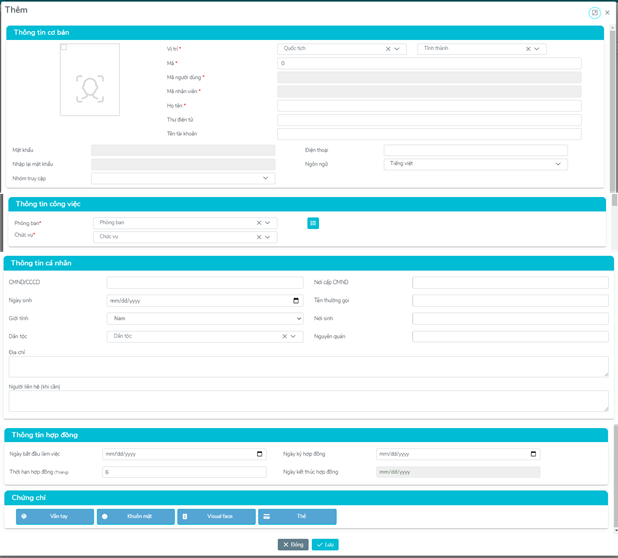 Thêm
Thông tin cơ bản
Vị trí * Quốc tịch Tỉnh thành
Mã * 0
Mã người dùng *
Mã nhân viên *
Họ tên *
Thư điện tử
Tên tài khoản
Mật khẩu Điện thoại
Nhập lại mật khẩu Ngôn ngữ Tiếng việt
Nhóm truy cập
Thông tin công việc
Phòng ban* Phòng ban
Chức vụ* Chức vụ
Thông tin cá nhân
CMND/CCCD Nơi cấp CMND
Ngày sinh mm/dd/yyyy Tên thường gọi
Giới tính Nam Nơi sinh
Dân tộc Dân tộc Nguyên quán
Địa chỉ
Người liên hệ (khi cần)
Thông tin hợp đồng
Ngày bắt đầu làm việc mm/dd/yyyy Ngày ký hợp đồng mm/dd/yyyy
Thời hạn hợp đồng (Tháng) 6 Ngày kết thúc hợp đồng mm/dd/yyyy
Chứng chỉ
Vân tay Khuôn mặt Visual face Thẻ
Đóng Lưu